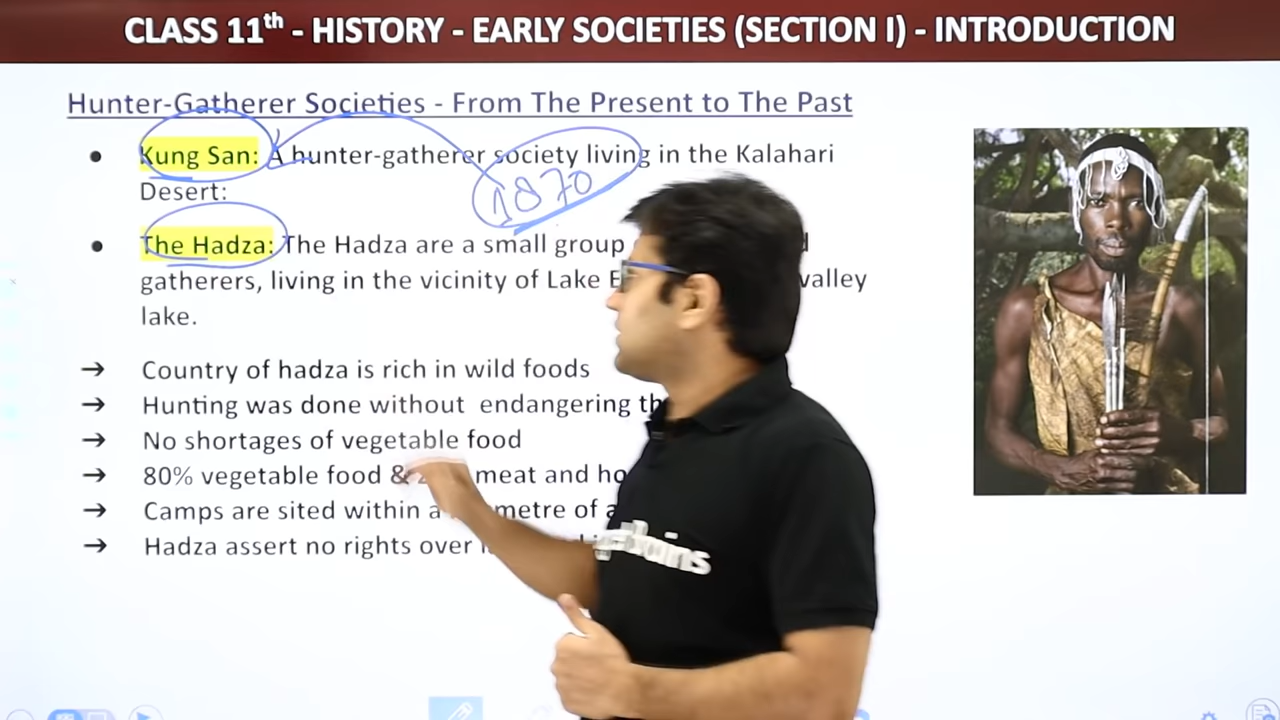 CLASS 11th - HISTORY - EARLY SOCIETIES (SECTION I) - INTRODUCTION
Hunter-Gatherer Societies - From The Present to The Past
● Kung San: A hunter-gatherer society living in the Kalahari
Desert:
1870
● The Hadza: The Hadza are a small group
gatherers, living in the vicinity of Lake valley
lake.
→ Country of hadza is rich in wild foods
→ Hunting was done without endangering
→ No shortages of vegetable food
→ 80% vegetable food & meat and
→ Camps are sited within a of
→ Hadza assert no rights over